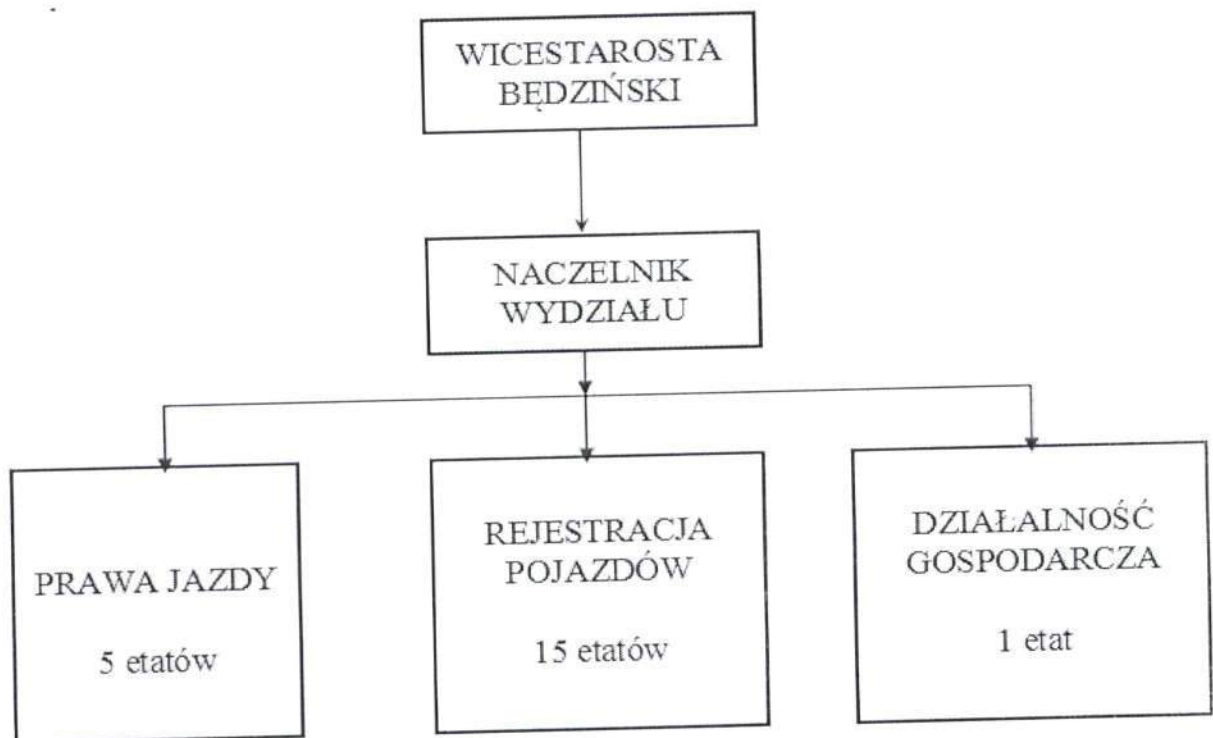 WICESTAROSTA
BĘDZIŃSKI
NACZELNIK
WYDZIAŁU
PRAWA JAZDY
5 etatów
REJESTRACJA
POJAZDÓW
15 etatów
DZIAŁALNOŚĆ
GOSPODARCZA
1 etat